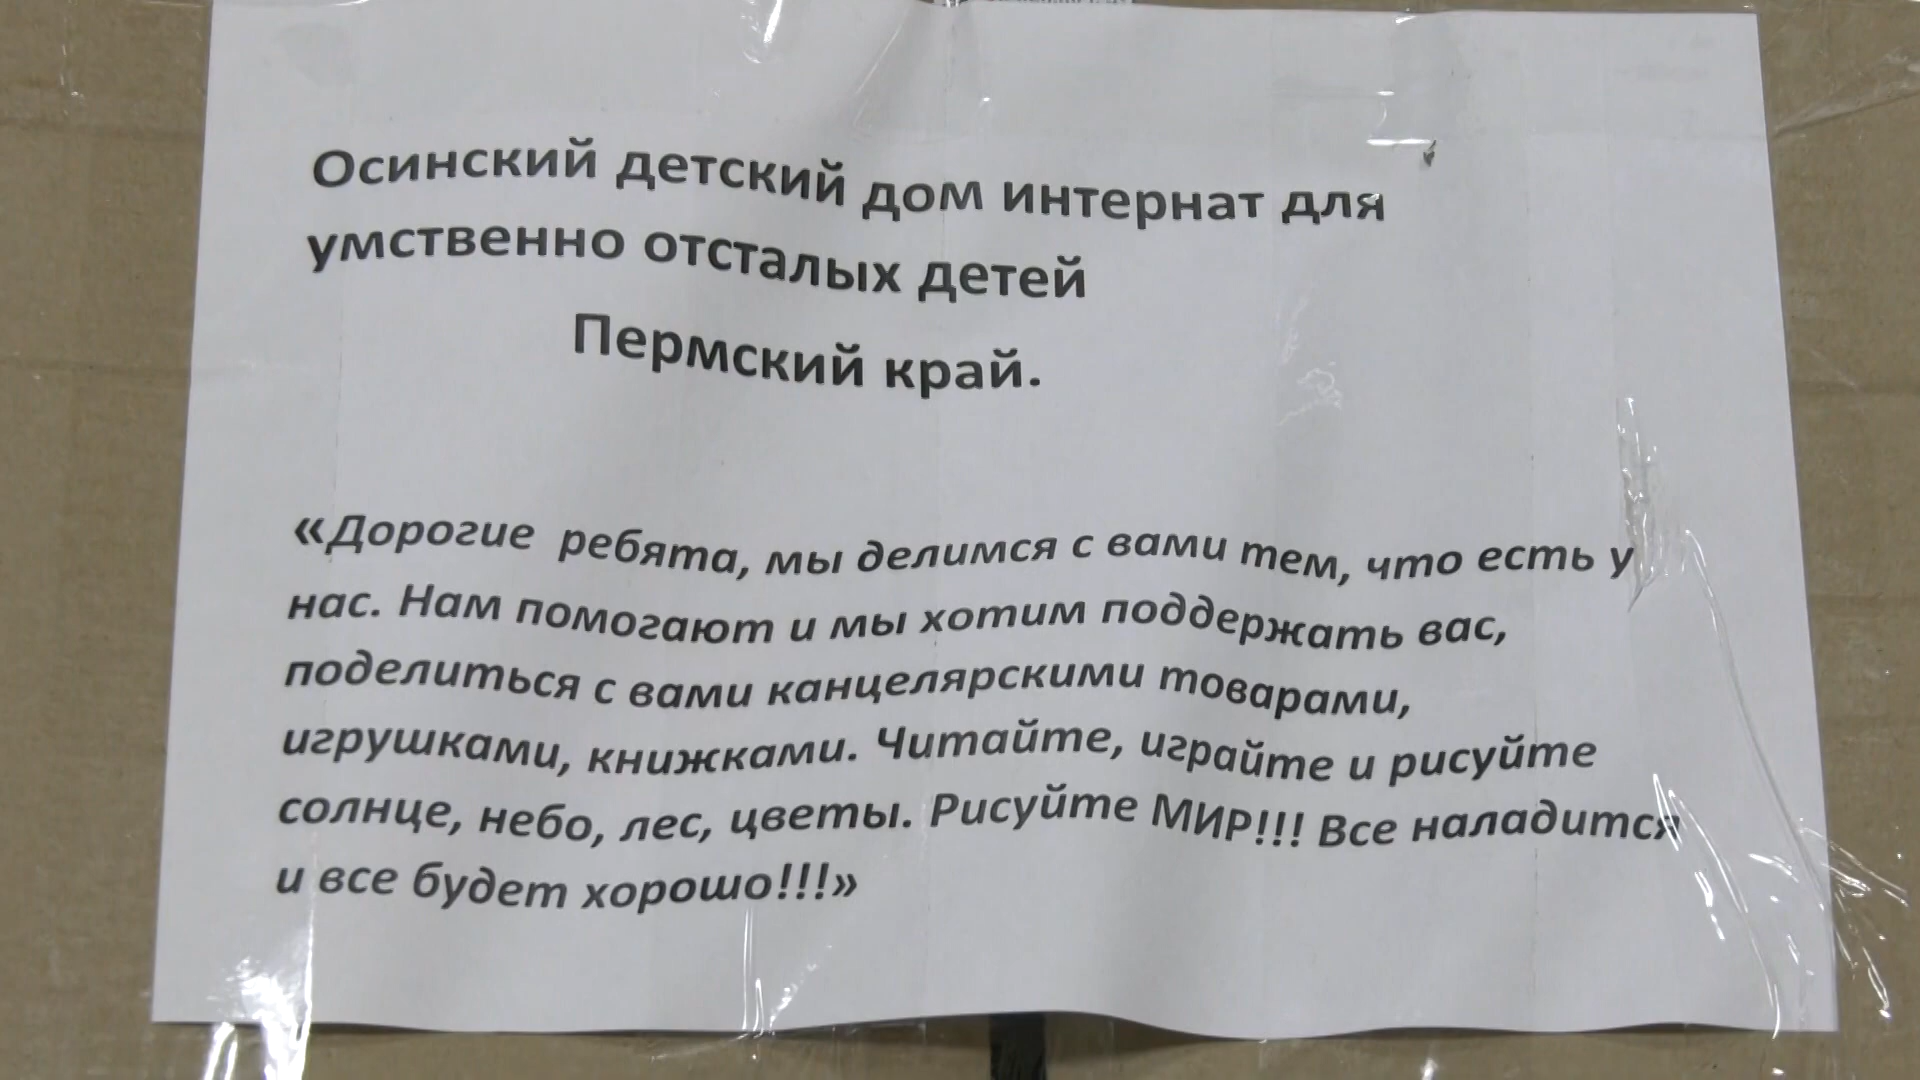 Осинский детский дом интернат для
умственно отсталых детей
Пермский край.
«Дорогие ребята, мы делимся с вами тем, что есть у
нас. Нам помогают и мы хотим поддержать вас,
поделиться с вами канцелярскими товарами,
игрушками, книжками. Читайте, играйте и рисуйте
солнце, небо, лес, цветы. Рисуйте МИР!!! Все наладится
и все будет хорошо!!!»